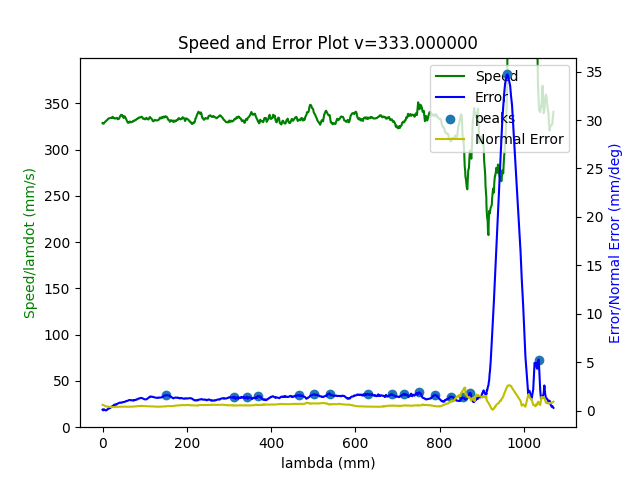 Speed and Error Plot v=333.000000
Speed
Error
peaks
Normal Error
350
300
250
200
150
100
50
0
Speed/lamdot (mm/s)
35
30
25
20
15
10
5
0
Error/Normal Error (mm/deg)
0 200 400 600 800 1000
lambda (mm)